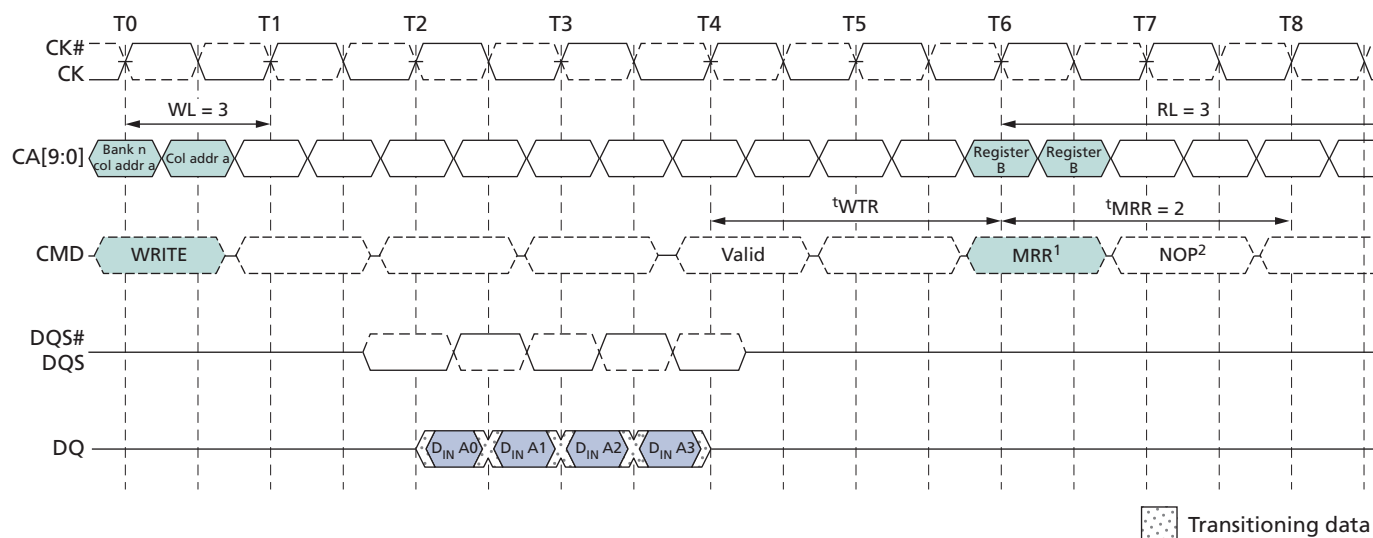 T0 T1 T2 T3 T4 T5 T6 T7 T8
CK#
CK
WL = 3 RL = 3
CA[9:0] Bank n col addr a Col addr a Register B Register B
tWTR tMRR = 2
CMD WRITE Valid MRR1 NOP2
DQS#
DQS
DQ DIN A0 DIN A1 DIN A2 DIN A3
Transitioning data